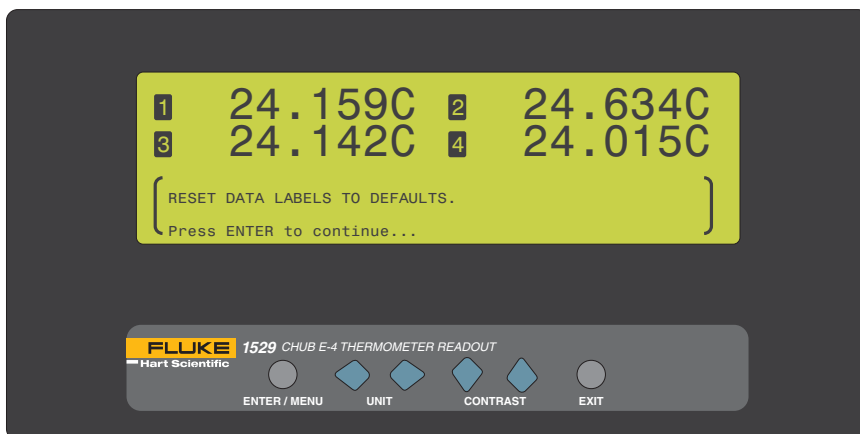 1 24.159C 2 24.634C
3 24.142C 4 24.015C
RESET DATA LABELS TO DEFAULTS.
Press ENTER to continue...
FLUKE 1529 CHUB E-4 THERMOMETER READOUT
Hart Scientific
ENTER / MENU UNIT CONTRAST EXIT